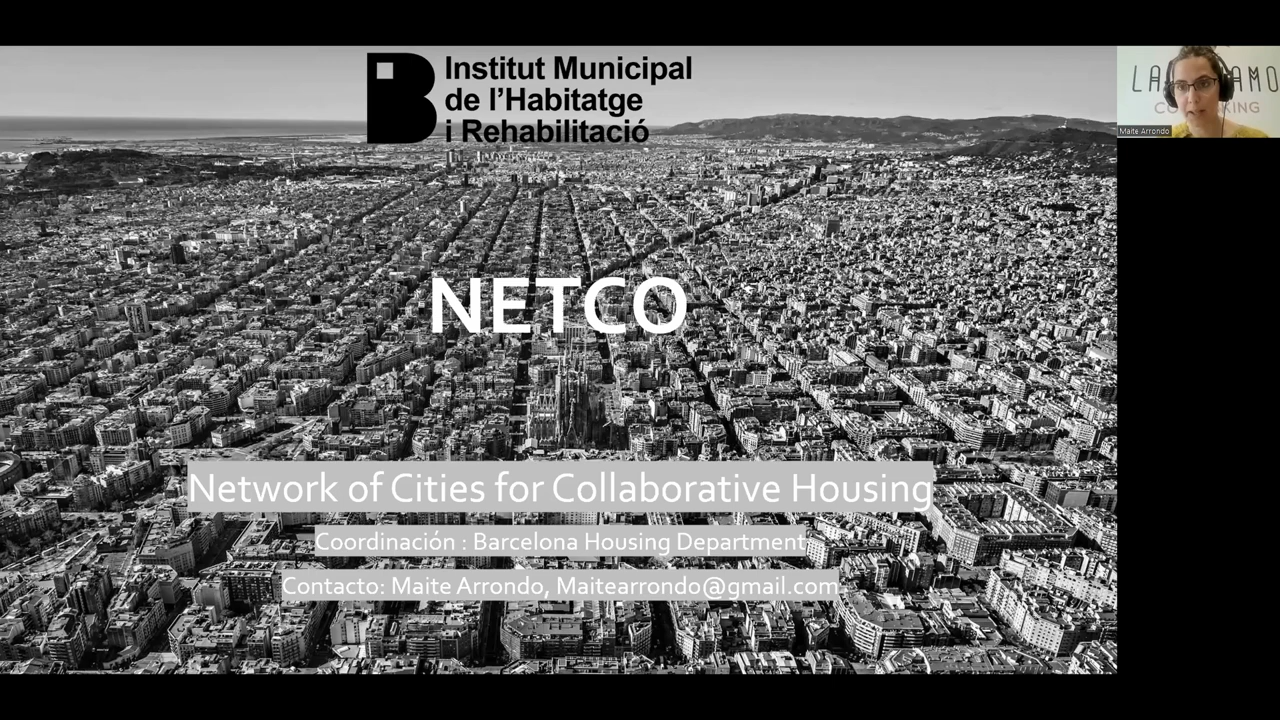 Institut Municipal
de l'Habitatge
i Rehabilitació
NETCO
Network of Cities for Collaborative Housing
Coordinación : Barcelona Housing Department
Contacto: Maite Arrondo, Maitearrondo@gmail.com
Maite Arrondo